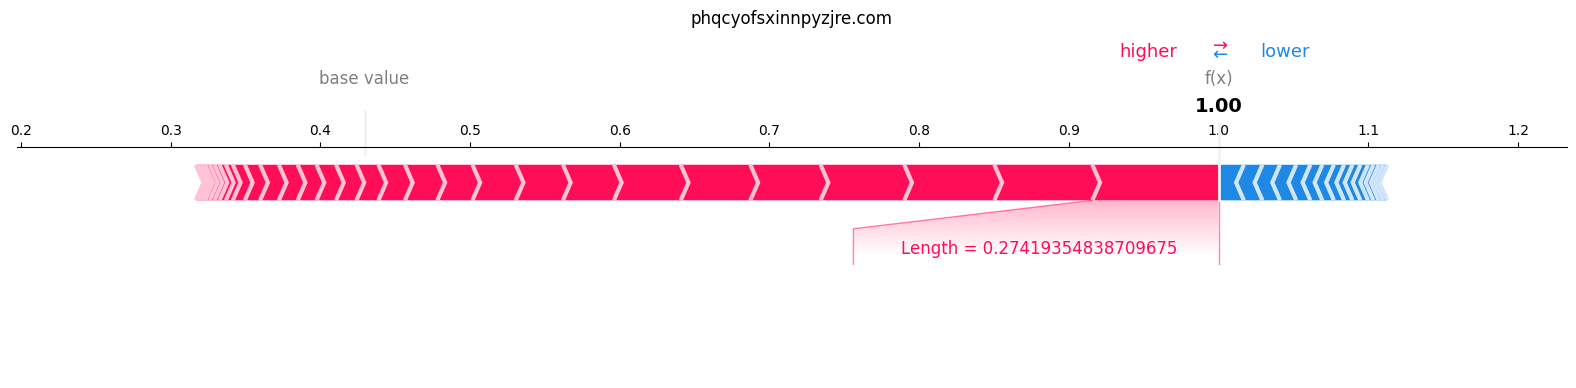 phqcyofsxinnpyzjre.com
higher → ← lower
base value f(x)
1.00
0.2 0.3 0.4 0.5 0.6 0.7 0.8 0.9 1.0 1.1 1.2
Length = 0.27419354838709675